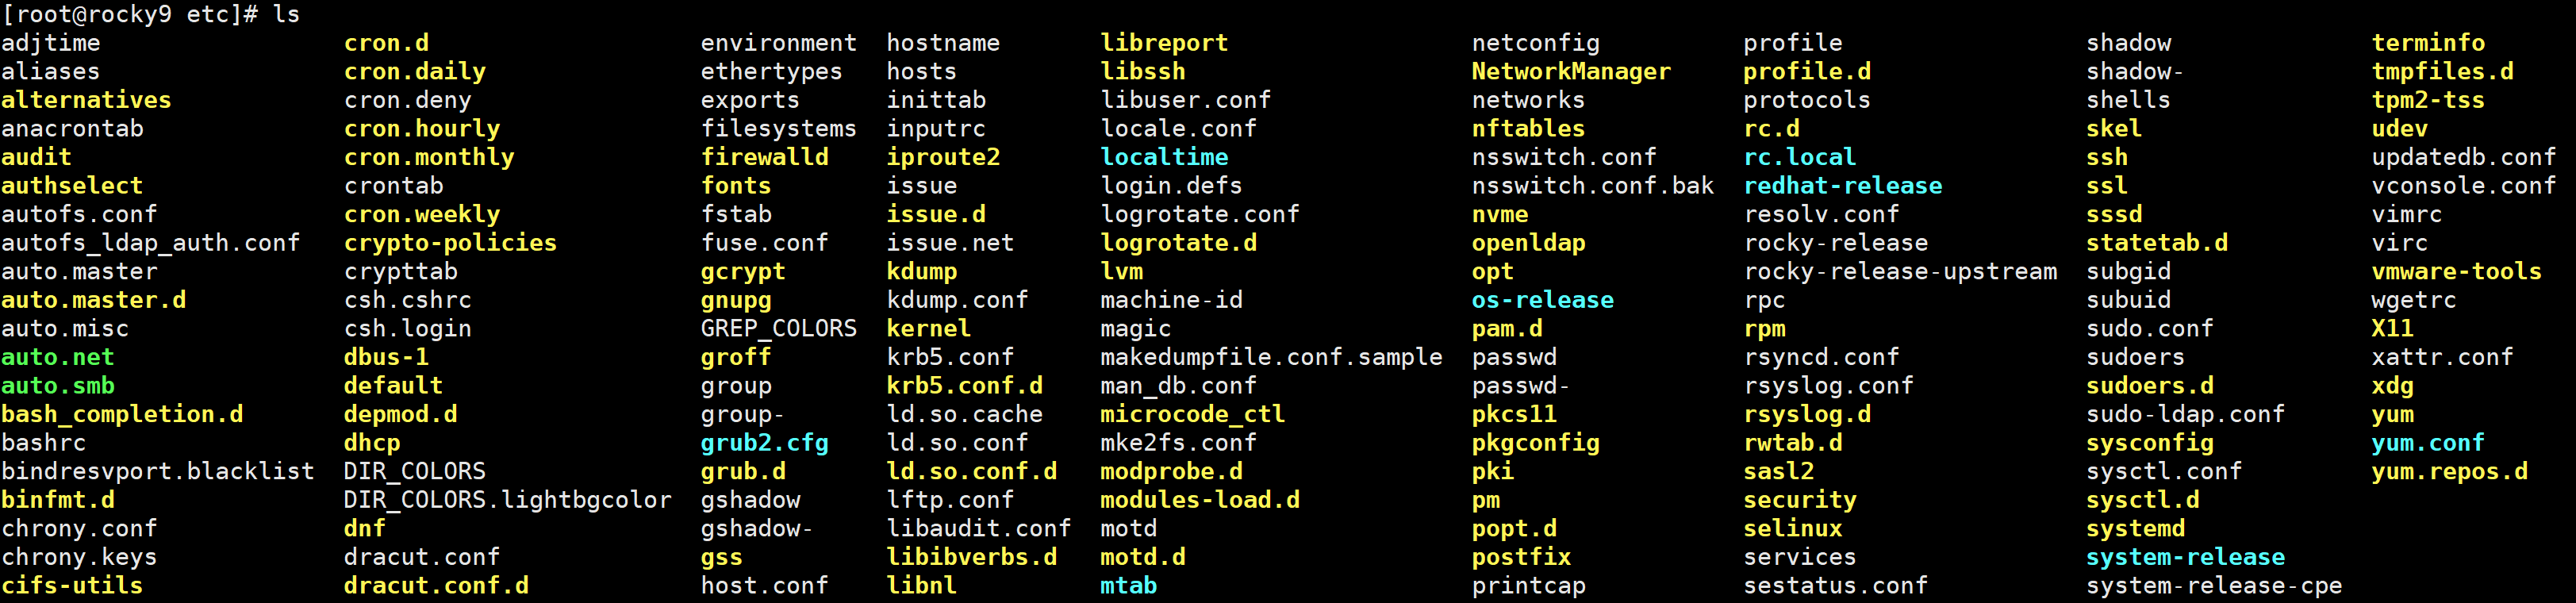 [root@rocky9 etc]# ls
adjtime cron.d environment hostname libreport netconfig profile shadow terminfo
aliases cron.daily ethertypes hosts libssh NetworkManager profile.d shadow- tmpfiles.d
alternatives cron.deny exports inittab libuser.conf networks protocols shells tpm2-tss
anacrontab cron.hourly filesystems inputrc locale.conf nftables rc.d skel udev
audit cron.monthly firewalld iproute2 localtime nsswitch.conf rc.local ssh updatedb.conf
authselect crontab fonts issue login.defs nsswitch.conf.bak redhat-release ssl vconsole.conf
autofs.conf cron.weekly fstab issue.d logrotate.conf nvme resolv.conf sssd vimrc
autofs_ldap_auth.conf crypto-policies fuse.conf issue.net logrotate.d openldap rocky-release statetab.d virc
auto.master crypttab gcrypt kdump lvm opt rocky-release-upstream subgid vmware-tools
auto.master.d csh.cshrc gnupg kdump.conf machine-id os-release rpc subuid wgetrc
auto.misc csh.login GREP_COLORS kernel magic pam.d rpm sudo.conf X11
auto.net dbus-1 groff krb5.conf makedumpfile.conf.sample passwd rsyncd.conf sudoers xattr.conf
auto.smb default group krb5.conf.d man_db.conf passwd- rsyslog.conf sudoers.d xdg
bash_completion.d depmod.d group- ld.so.cache microcode_ctl pkcs11 rsyslog.d sudo-ldap.conf yum
bashrc dhcp grub2.cfg ld.so.conf mke2fs.conf pkgconfig rwtab.d sysconfig yum.conf
bindresvport.blacklist DIR_COLORS grub.d ld.so.conf.d modprobe.d pki sasl2 sysctl.conf yum.repos.d
binfmt.d DIR_COLORS.lightbgcolor gshadow lftp.conf modules-load.d pm security sysctl.d
chrony.conf dnf gshadow- libaudit.conf motd popt.d selinux systemd
chrony.keys dracut.conf gss libibverbs.d motd.d postfix services system-release
cifs-utils dracut.conf.d host.conf libnl mtab printcap sestatus.conf system-release-cpe